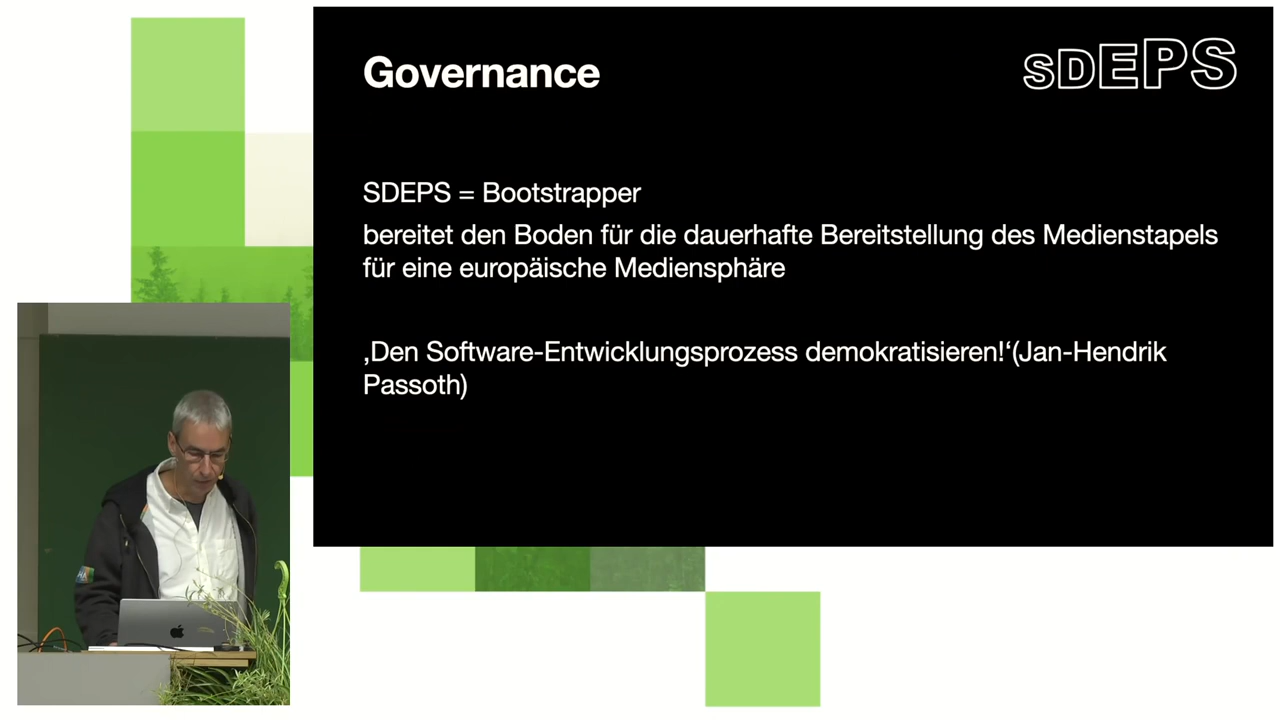 Governance
SDEPS
SDEPS = Bootstrapper
bereitet den Boden für die dauerhafte Bereitstellung des Medienstapels
für eine europäische Mediensphäre
‚Den Software-Entwicklungsprozess demokratisieren!‘(Jan-Hendrik
Passoth)